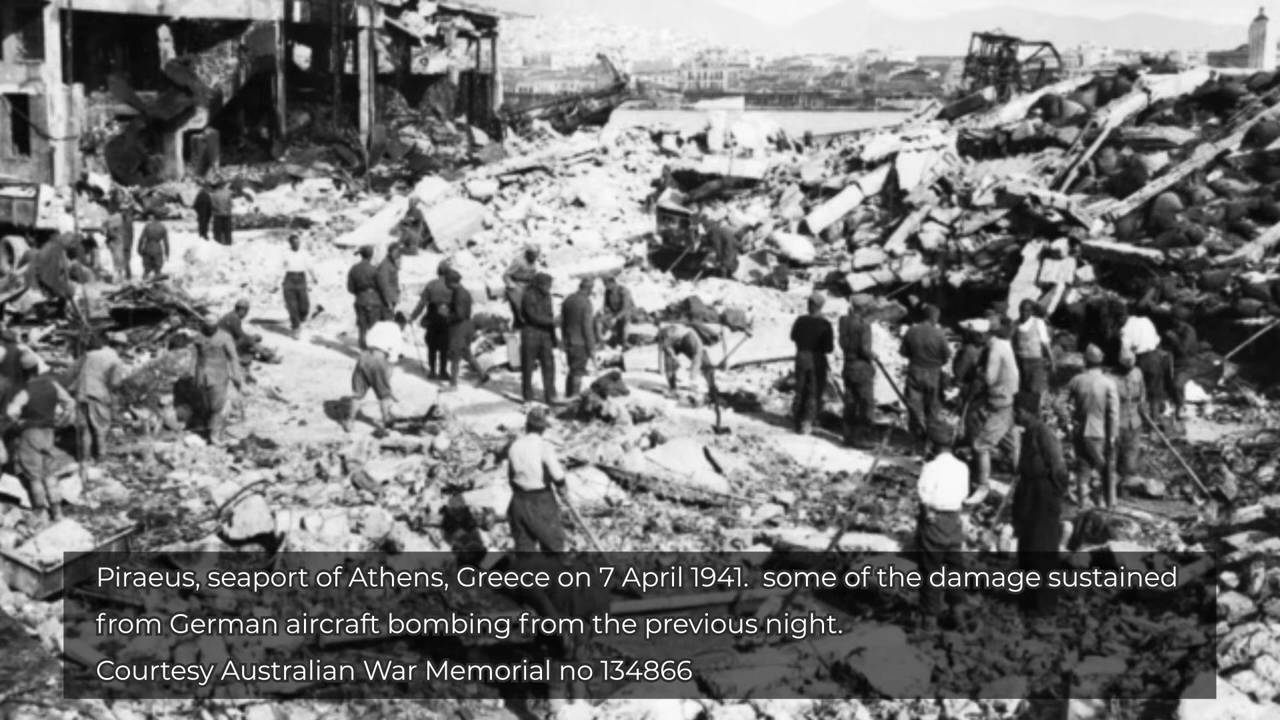 Piraeus, seaport of Athens, Greece on 7 April 1941.  some of the damage sustained
from German aircraft bombing from the previous night.
Courtesy Australian War Memorial no 134866